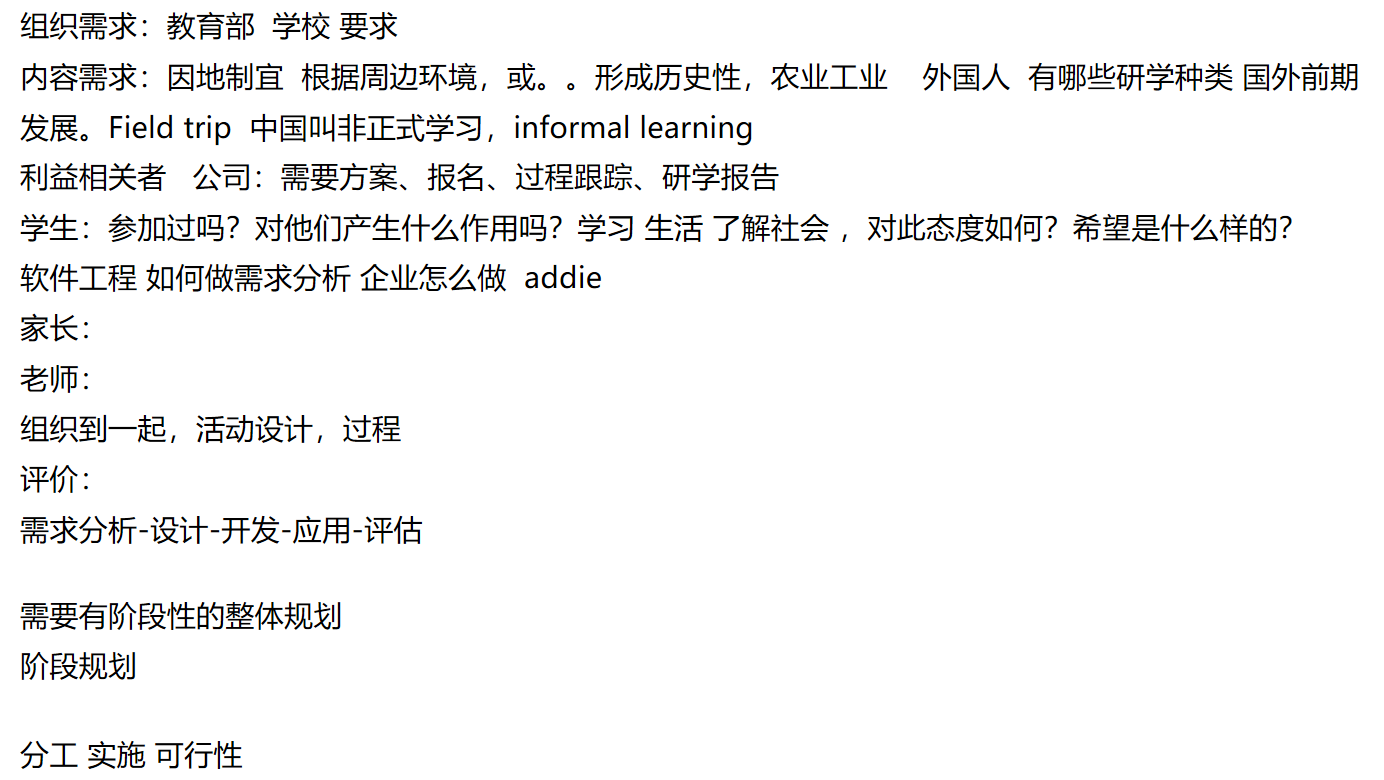 组织需求：教育部  学校 要求
内容需求：因地制宜  根据周边环境，或。。形成历史性，农业工业    外国人  有哪些研学种类 国外前期
发展。Field trip  中国叫非正式学习，informal learning
利益相关者   公司：需要方案、报名、过程跟踪、研学报告
学生：参加过吗？对他们产生什么作用吗？学习 生活 了解社会 ，对此态度如何？希望是什么样的？
软件工程 如何做需求分析 企业怎么做  addie
家长：
老师：
组织到一起，活动设计，过程
评价：
需求分析-设计-开发-应用-评估
需要有阶段性的整体规划
阶段规划
分工 实施 可行性